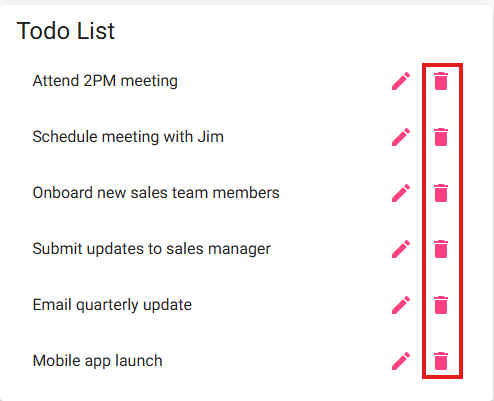 Todo List
Attend 2PM meeting
Schedule meeting with Jim
Onboard new sales team members
Submit updates to sales manager
Email quarterly update
Mobile app launch